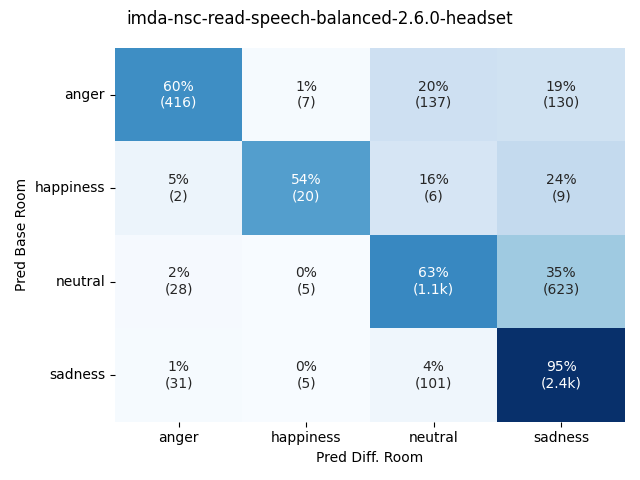 imda-nsc-read-speech-balanced-2.6.0-headset
Pred Base Room
anger
60% 1% 20% 19%
(416) (7) (137) (130)
happiness
5% 54% 16% 24%
(2) (20) (6) (9)
neutral
2% 0% 63% 35%
(28) (5) (1.1k) (623)
sadness
1% 0% 4% 95%
(31) (5) (101) (2.4k)
anger happiness neutral sadness
Pred Diff. Room